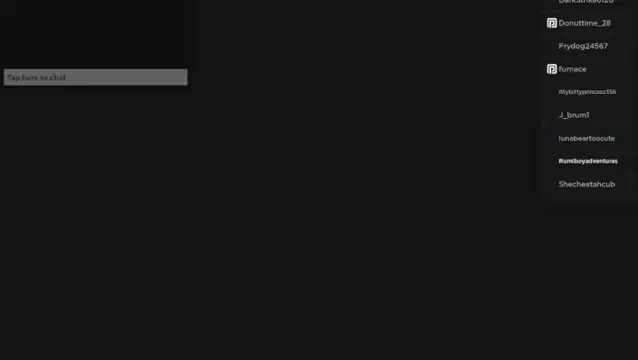 Donuttime_28
Frydog24567
furnace
Tap here to chat
ittybittyprincess356
J_brum1
lunabeartoocute
Rumiboyadventures
Shecheetahcub